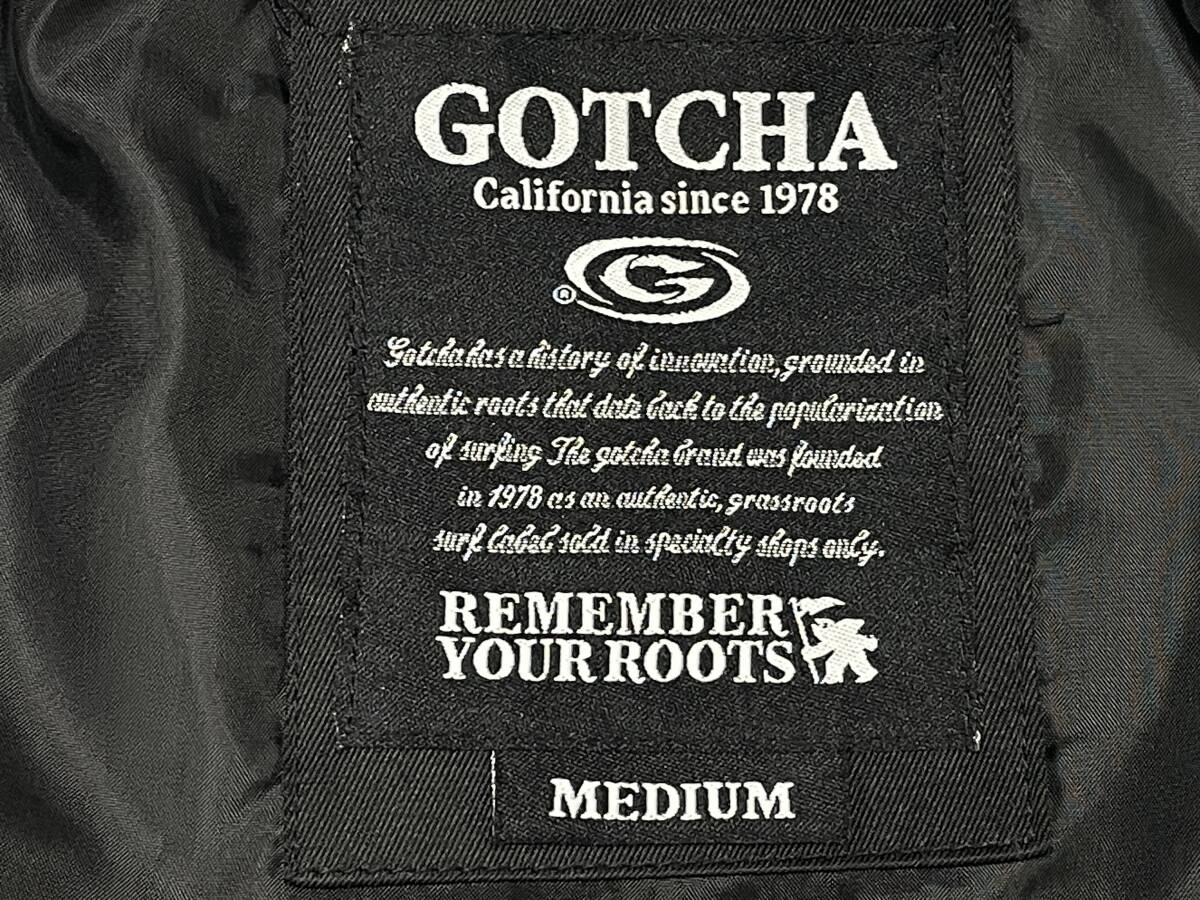 GOTCHA
California since 1978
G
®
Gotcha has a history of innovation, grounded in
authentic roots that date back to the popularization
of surfing The gotcha brand was founded
in 1978 as an authentic, grassroots
surf label sold in specialty shops only.
REMEMBER
YOUR ROOTS
MEDIUM